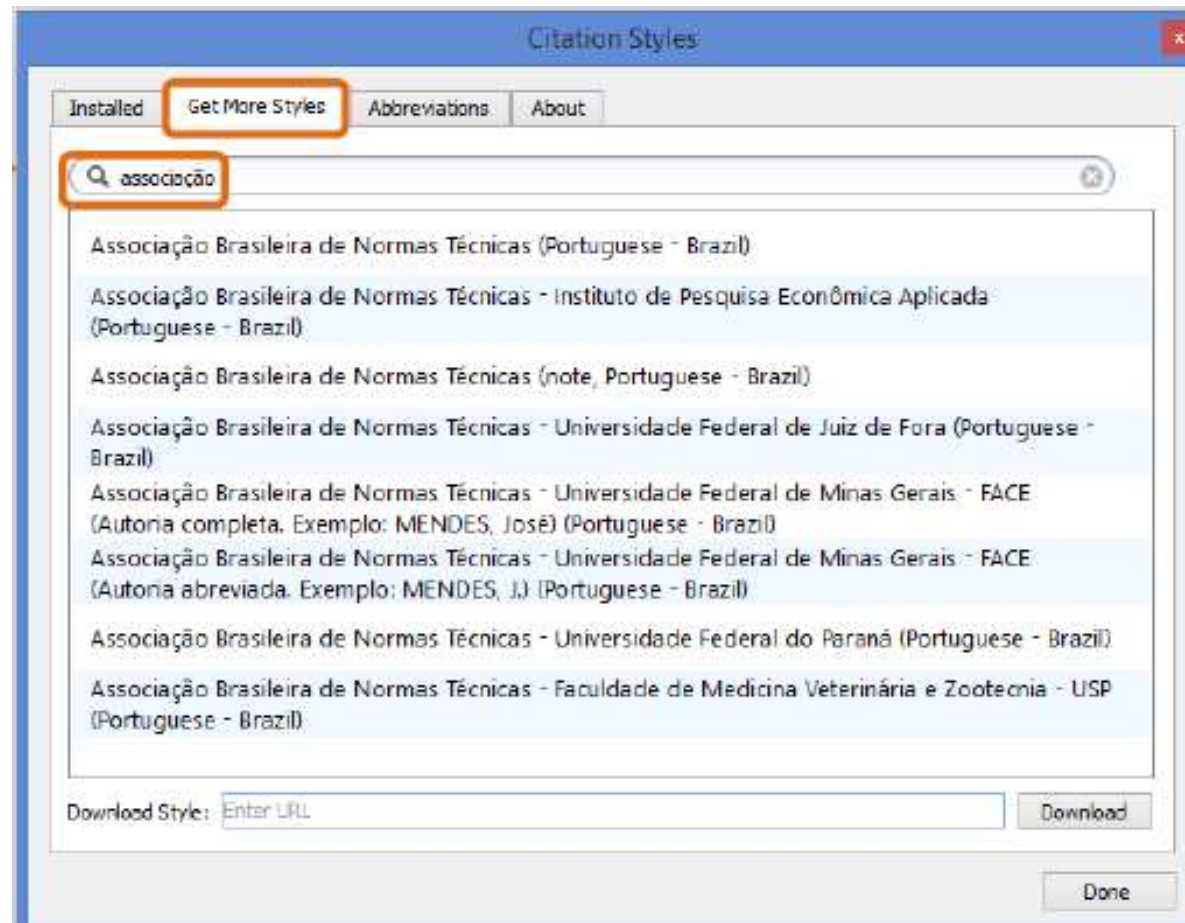 Citation Styles
x
Installed Get More Styles Abbreviations About
associação
Associação Brasileira de Normas Técnicas (Portuguese - Brazil)
Associação Brasileira de Normas Técnicas - Instituto de Pesquisa Econômica Aplicada
(Portuguese - Brazil)
Associação Brasileira de Normas Técnicas (note, Portuguese - Brazil)
Associação Brasileira de Normas Técnicas - Universidade Federal de Juiz de Fora (Portuguese -
Brazil)
Associação Brasileira de Normas Técnicas - Universidade Federal de Minas Gerais - FACE
(Autoria completa. Exemplo: MENDES, José) (Portuguese - Brazil)
Associação Brasileira de Normas Técnicas - Universidade Federal de Minas Gerais - FACE
(Autoria abreviada. Exemplo: MENDES, J.) (Portuguese - Brazil)
Associação Brasileira de Normas Técnicas - Universidade Federal do Paraná (Portuguese - Brazil)
Associação Brasileira de Normas Técnicas - Faculdade de Medicina Veterinária e Zootecnia - USP
(Portuguese - Brazil)
Download Style: Enter URL Download
Done